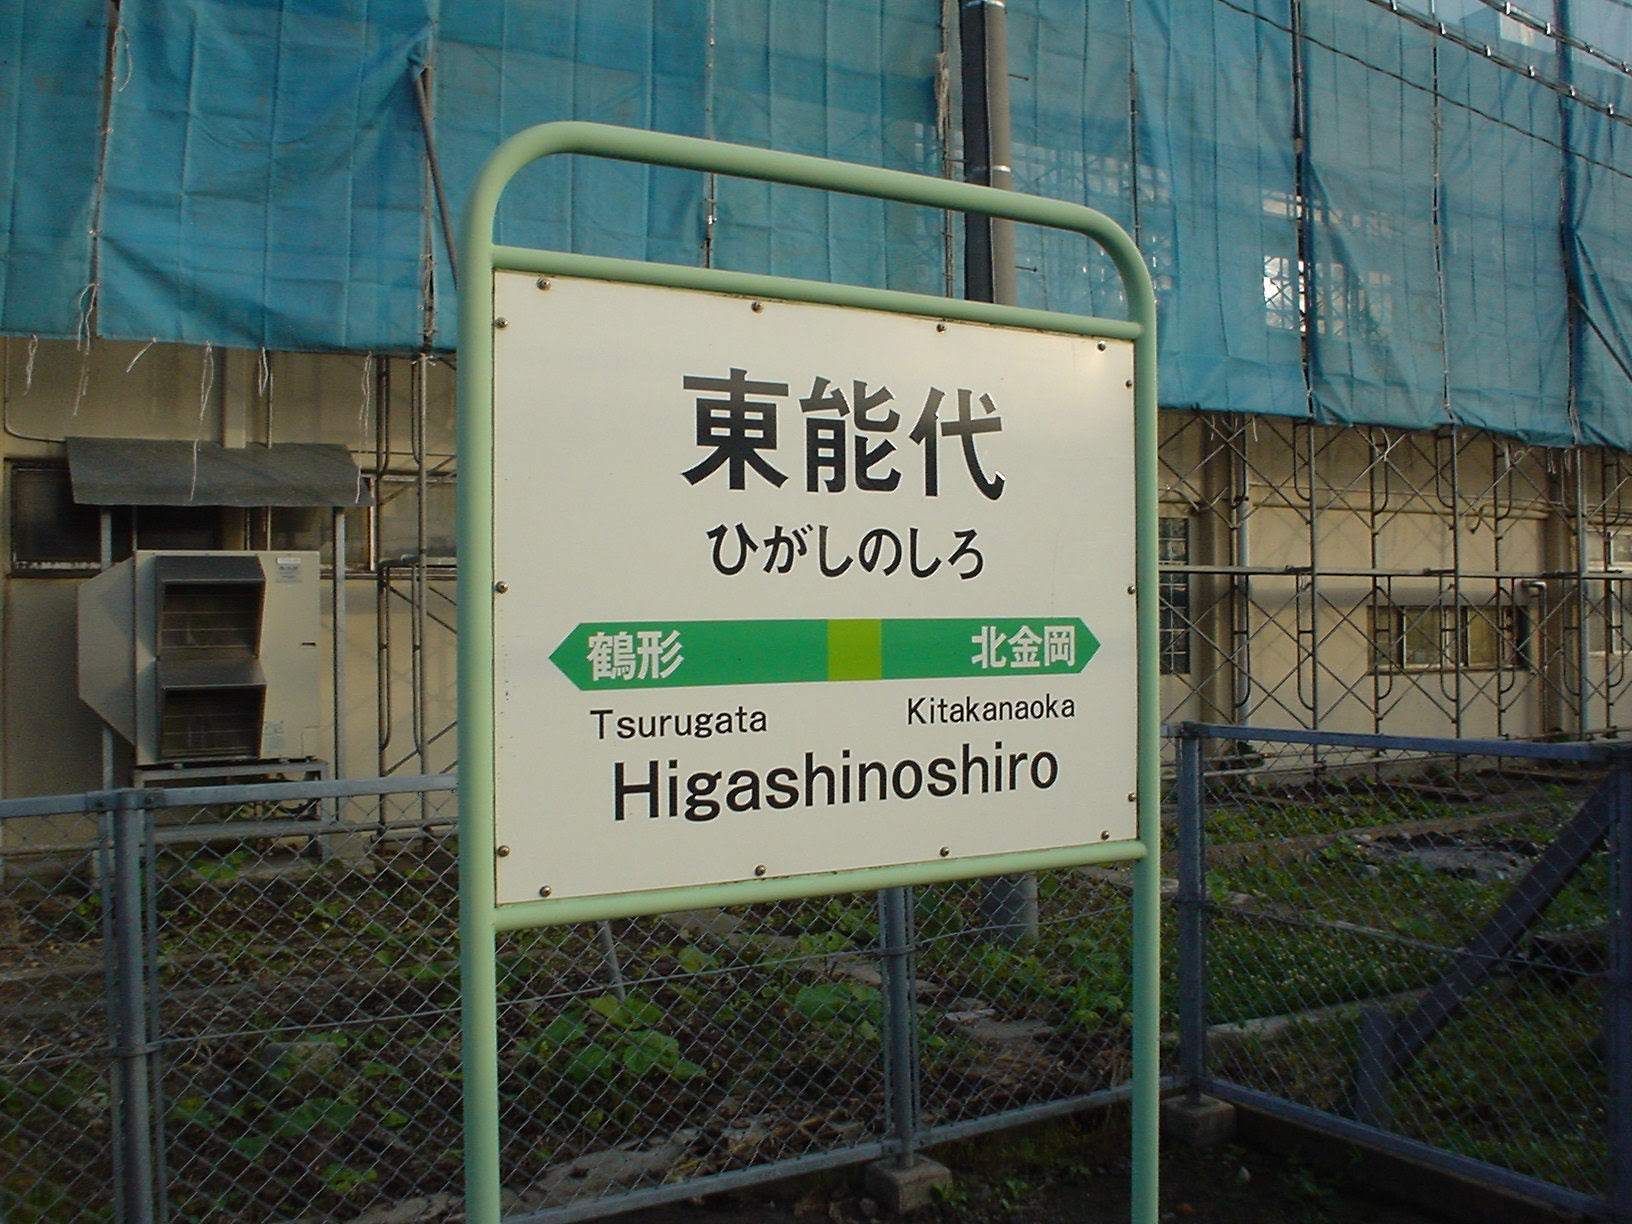 東能代
ひがしのしろ
鶴形 北金岡
Tsurugata Kitakanaoka
Higashinoshiro